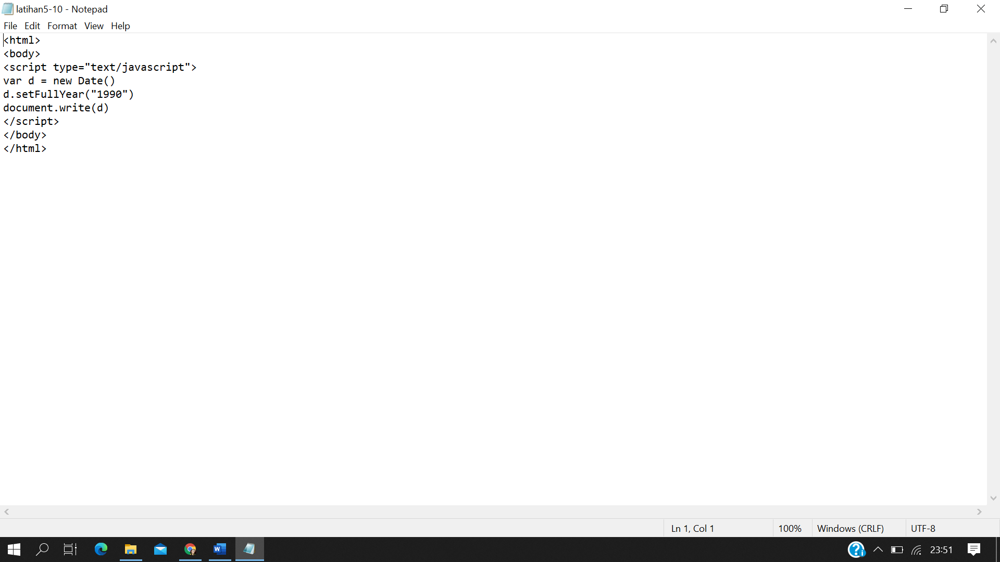 latihan5-10 - Notepad
File Edit Format View Help
<html>
<body>
<script type="text/javascript">
var d = new Date()
d.setFullYear("1990")
document.write(d)
</script>
</body>
</html>
Ln 1, Col 1 100% Windows (CRLF) UTF-8
23:51